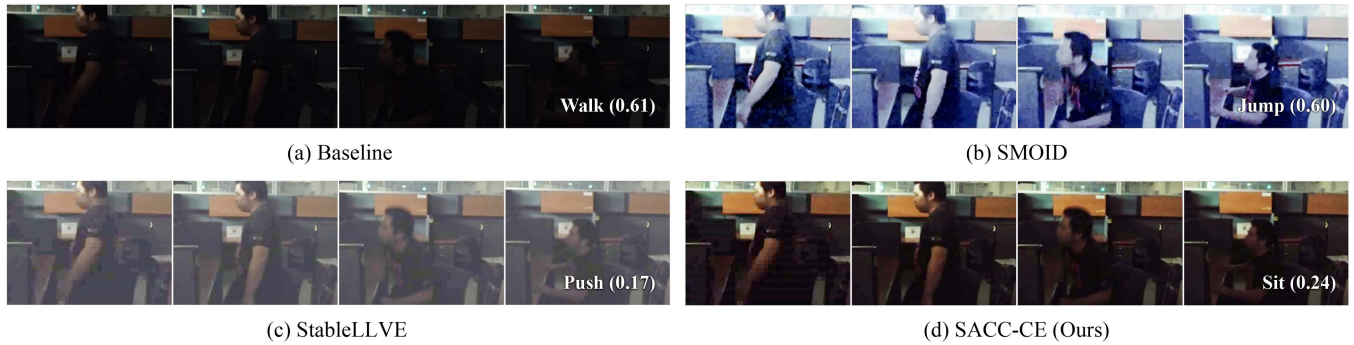 Walk (0.61)
Jump (0.60)
(a) Baseline
(b) SMOID
Push (0.17)
Sit (0.24)
(c) StableLLVE
(d) SACC-CE (Ours)